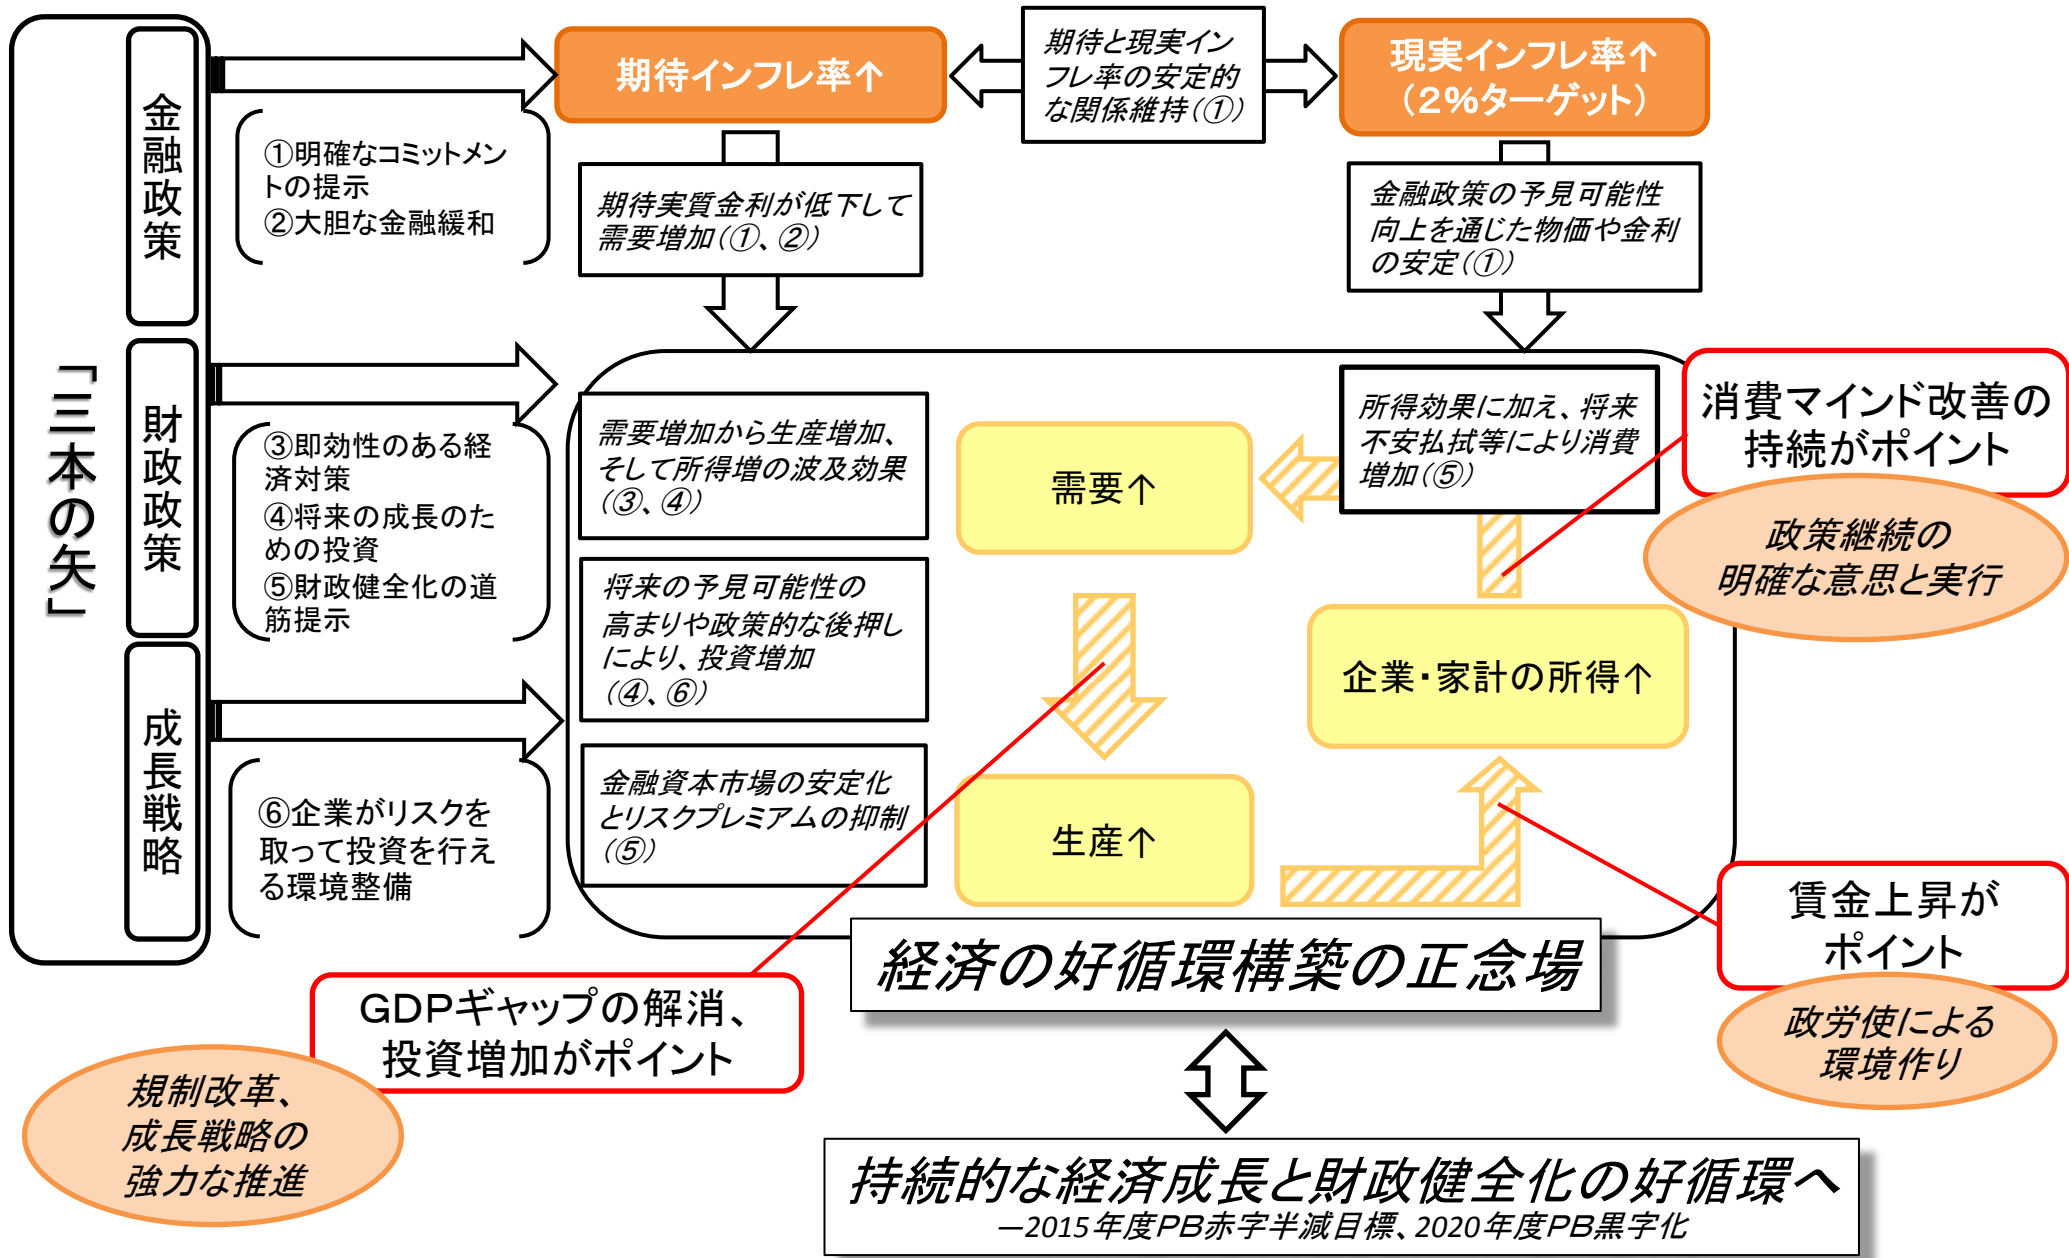 「三本の矢」
金融政策
①明確なコミットメン
トの提示
②大胆な金融緩和
期待インフレ率↑
期待と現実イン
フレ率の安定的
な関係維持(①)
現実インフレ率↑
(2%ターゲット)
期待実質金利が低下して
需要増加(①、②)
金融政策の予見可能性
向上を通じた物価や金利
の安定(①)
財政政策
③即効性のある経
済対策
④将来の成長のた
めの投資
⑤財政健全化の道
筋提示
需要増加から生産増加、
そして所得増の波及効果
(③、④)
将来の予見可能性の
高まりや政策的な後押し
により、投資増加
(④、⑥)
金融資本市場の安定化
とリスクプレミアムの抑制
(⑤)
需要↑
所得効果に加え、将来
不安払拭等により消費
増加(⑤)
消費マインド改善の
持続がポイント
政策継続の
明確な意思と実行
企業・家計の所得↑
生産↑
成長戦略
⑥企業がリスクを
取って投資を行え
る環境整備
賃金上昇が
ポイント
政労使による
環境作り
経済の好循環構築の正念場
GDPギャップの解消、
投資増加がポイント
規制改革、
成長戦略の
強力な推進
持続的な経済成長と財政健全化の好循環へ
―2015年度PB赤字半減目標、2020年度PB黒字化